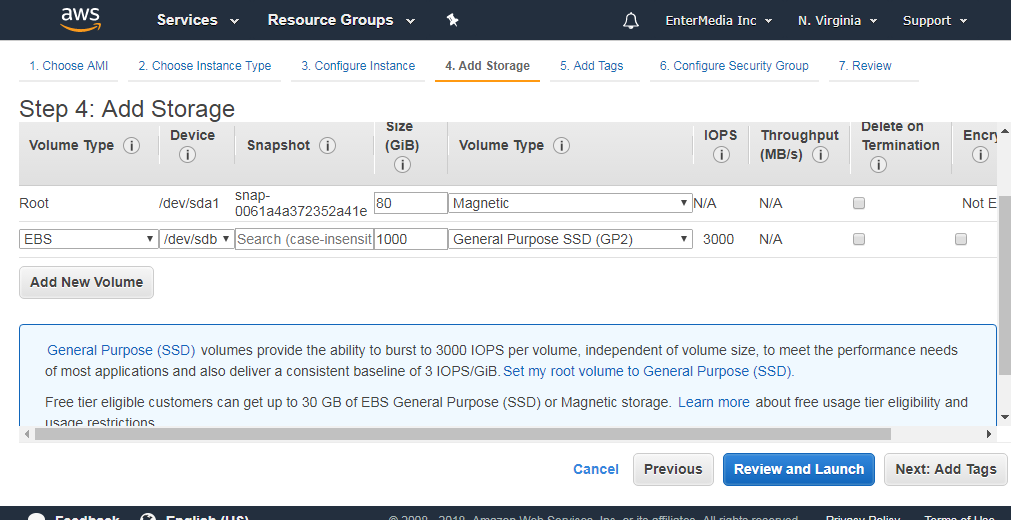 aws Services Resource Groups EnterMedia Inc N. Virginia Support
1. Choose AMI 2. Choose Instance Type 3. Configure Instance 4. Add Storage 5. Add Tags 6. Configure Security Group 7. Review
Step 4: Add Storage
Volume Type i Device i Snapshot i Size (GiB) i Volume Type i IOPS i Throughput (MB/s) i Delete on Termination i Encry i
Root /dev/sda1 snap-0061a4a372352a41e 80 Magnetic N/A N/A Not E
EBS /dev/sdb Search (case-insensit 1000 General Purpose SSD (GP2) 3000 N/A
Add New Volume
General Purpose (SSD) volumes provide the ability to burst to 3000 IOPS per volume, independent of volume size, to meet the performance needs
of most applications and also deliver a consistent baseline of 3 IOPS/GiB. Set my root volume to General Purpose (SSD).
Free tier eligible customers can get up to 30 GB of EBS General Purpose (SSD) or Magnetic storage. Learn more about free usage tier eligibility and
usage restrictions
Cancel Previous Review and Launch Next: Add Tags
Feedback English (US) © 2008 - 2018, Amazon Web Services, Inc. or its affiliates. All rights reserved. Privacy Policy Terms of Use